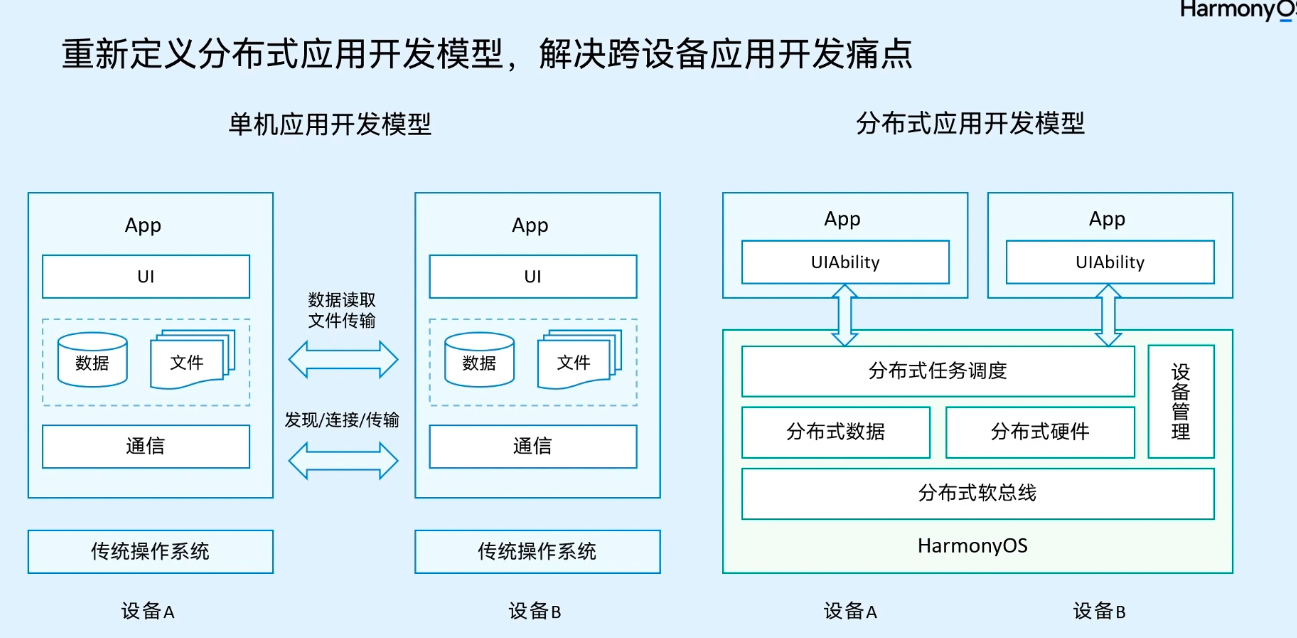 HarmonyOS
重新定义分布式应用开发模型，解决跨设备应用开发痛点
单机应用开发模型
分布式应用开发模型
App
UI
数据
文件
通信
传统操作系统
设备A
数据读取
文件传输
发现/连接/传输
App
UI
数据
文件
通信
传统操作系统
设备B
App
UIAbility
App
UIAbility
分布式任务调度
设备管理
分布式数据
分布式硬件
分布式软总线
HarmonyOS
设备A
设备B